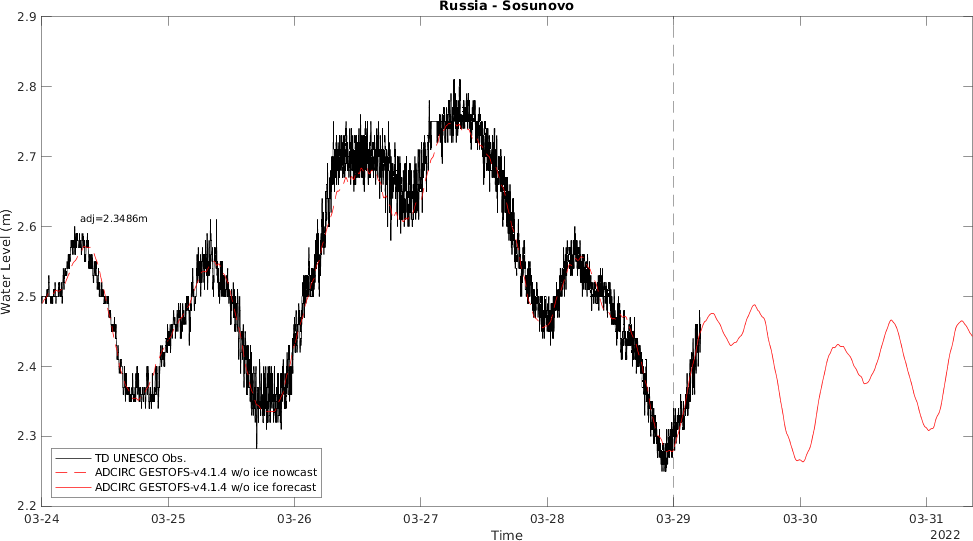 Russia - Sosunovo
2.9
2.8
2.7
2.6
2.5
2.4
2.3
2.2
Water Level (m)
adj=2.3486m
TD UNESCO Obs.
ADCIRC GESTOFS-v4.1.4 w/o ice nowcast
ADCIRC GESTOFS-v4.1.4 w/o ice forecast
03-24 03-25 03-26 03-27 03-28 03-29 03-30 03-31
Time
2022